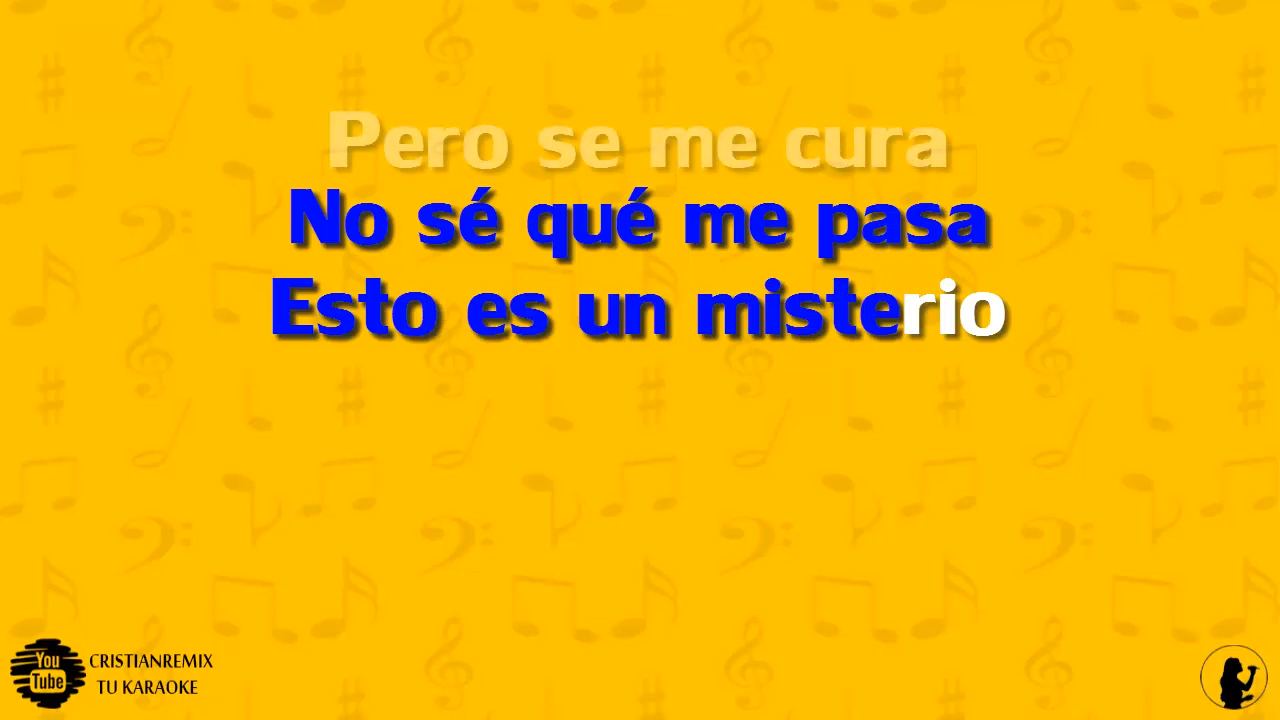 Pero se me cura
No sé qué me pasa
Esto es un misterio
You
Tube
CRISTIANREMIX
TU KARAOKE